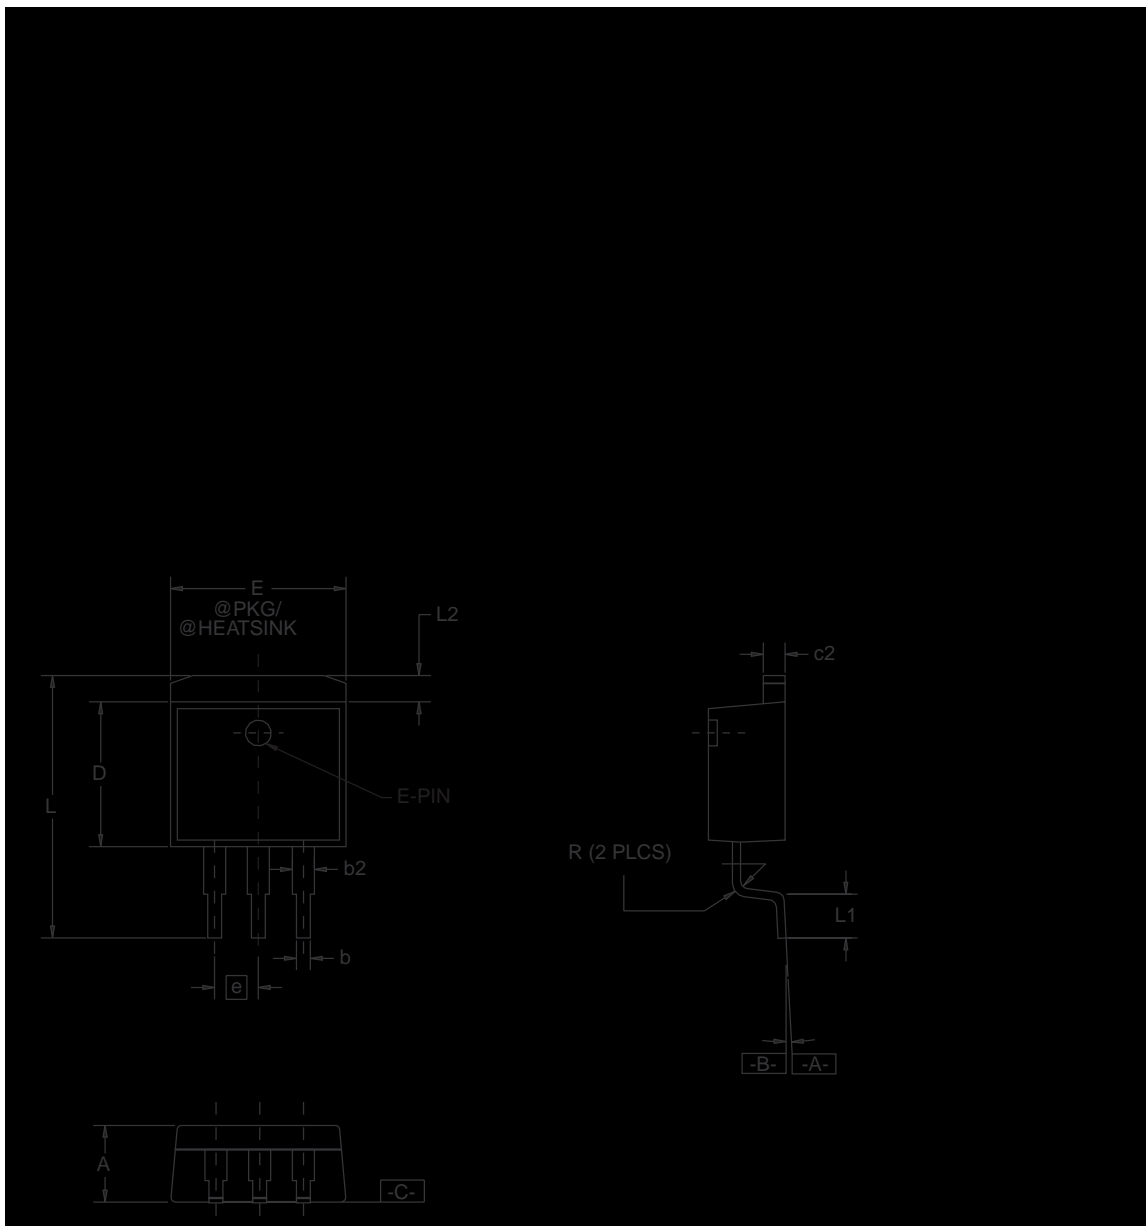 E
@PKG/
@HEATSINK
L2
c2
D
L
E-PIN
b2
R (2 PLCS)
L1
b
e
-B-
-A-
A
-C-